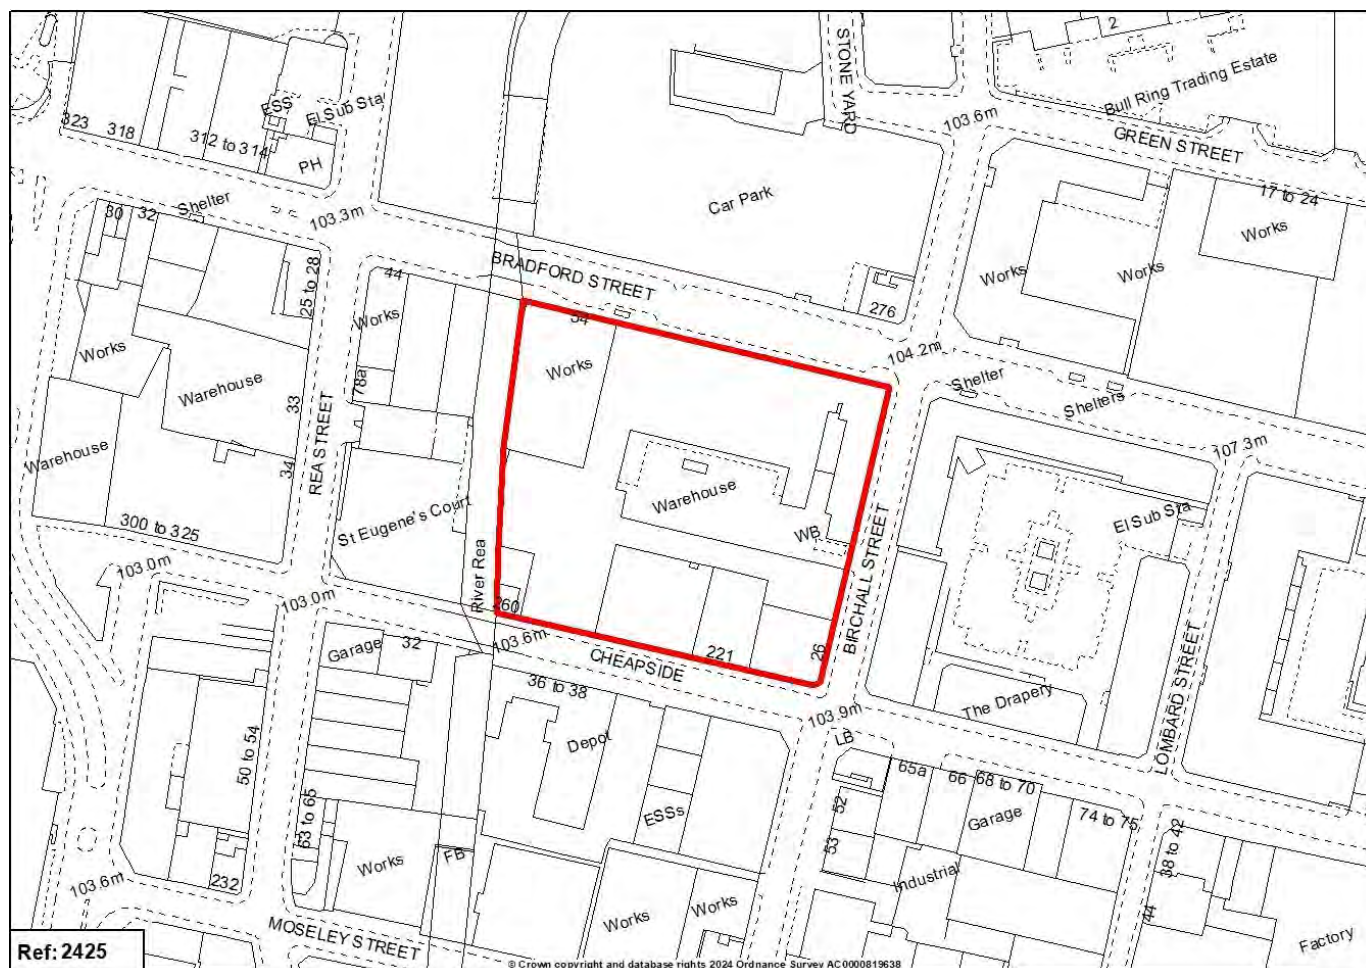 2
STONE YARD
Bull Ring Trading Estate
ESS
El Sub Sta
323
318
312 to 314
PH
103.6m
GREEN STREET
Car Park
17 to 24
Works
30
32
Shelter
103.3m
BRADFORD STREET
Works
Works
25 to 28
44
Works
276
54
104.2m
Works
Warehouse
78a
Works
Shelter
Shelters
33
107.3m
Warehouse
34
REA STREET
Warehouse
El Sub Sta
St Eugene's Court
WB
300 to 325
BIRCHALL STREET
103.0m
River Rea
103.0m
260
103.6m
CHEAPSIDE
221
26
Garage
32
36 to 38
The Drapery
LOMBARD STREET
103.9m
Depot
LB
50 to 54
65a
66
68 to 70
52
Garage
74 to 75
63 to 65
ESSs
53
38 to 42
Works
FB
Industrial
103.6m
232
Works
Works
44
MOSELEY STREET
Factory
Ref: 2425
© Crown copyright and database rights 2024 Ordnance Survey AC0000819638